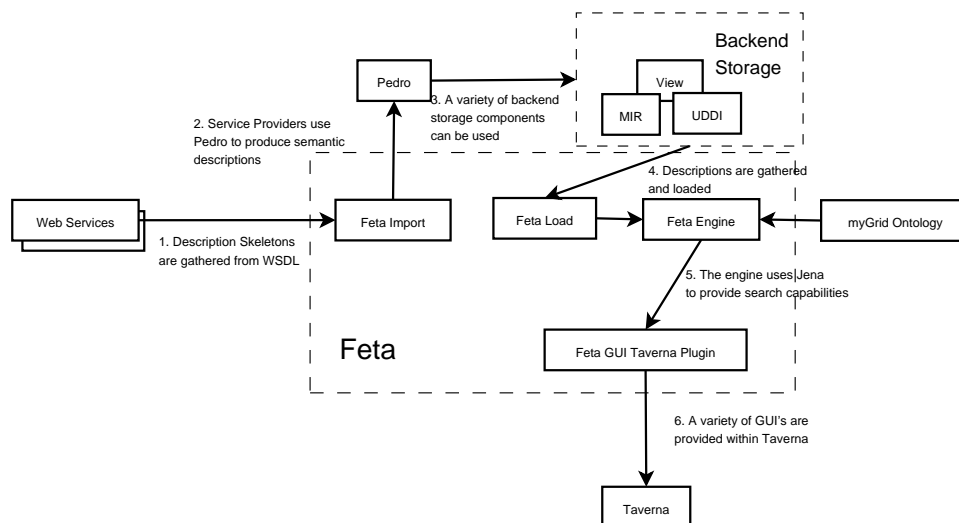 Backend
Storage
Pedro
View
MIR
UDDI
3. A variety of backend
storage components
can be used
2. Service Providers use
Pedro to produce semantic
descriptions
4. Descriptions are gathered
and loaded
Web Services
Feta Import
Feta Load
Feta Engine
myGrid Ontology
1. Description Skeletons
are gathered from WSDL
5. The engine uses Jena
to provide search capabilities
Feta
Feta GUI Taverna Plugin
6. A variety of GUI's are
provided within Taverna
Taverna